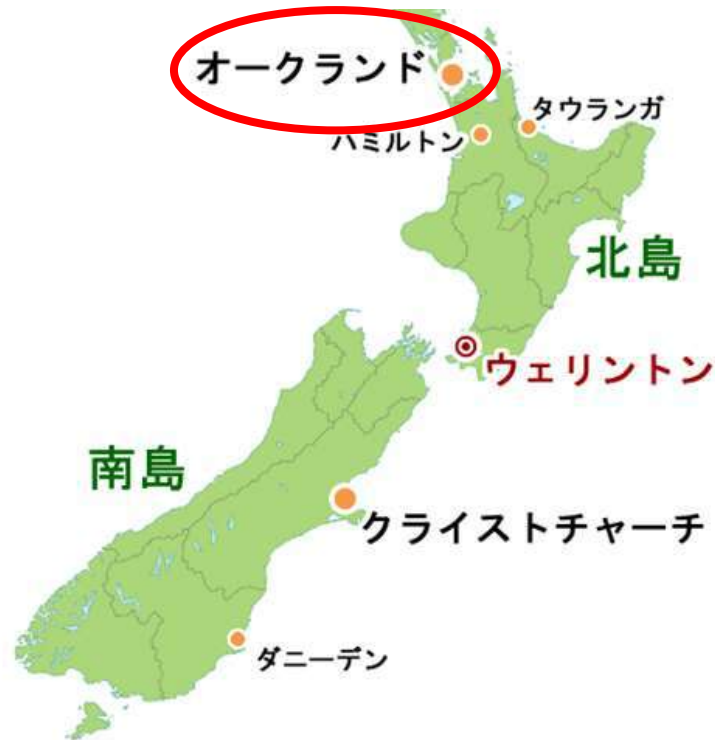 オークランド
タウランガ
ハミルトン
北島
ウェリントン
南島
クライストチャーチ
ダニーデン